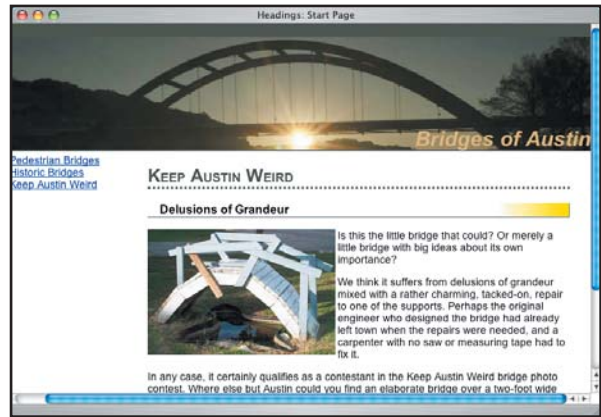 Headings: Start Page
Bridges of Austin
Pedestrian Bridges
Historic Bridges
Keep Austin Weird
KEEP AUSTIN WEIRD
Delusions of Grandeur
Is this the little bridge that could? Or merely a
little bridge with big ideas about its own
importance?
We think it suffers from delusions of grandeur
mixed with a rather charming, tacked-on, repair
to one of the supports. Perhaps the original
engineer who designed the bridge had already
left town when the repairs were needed, and a
carpenter with no saw or measuring tape had to
fix it.
In any case, it certainly qualifies as a contestant in the Keep Austin Weird bridge photo
contest. Where else but Austin could you find an elaborate bridge over a two-foot wide